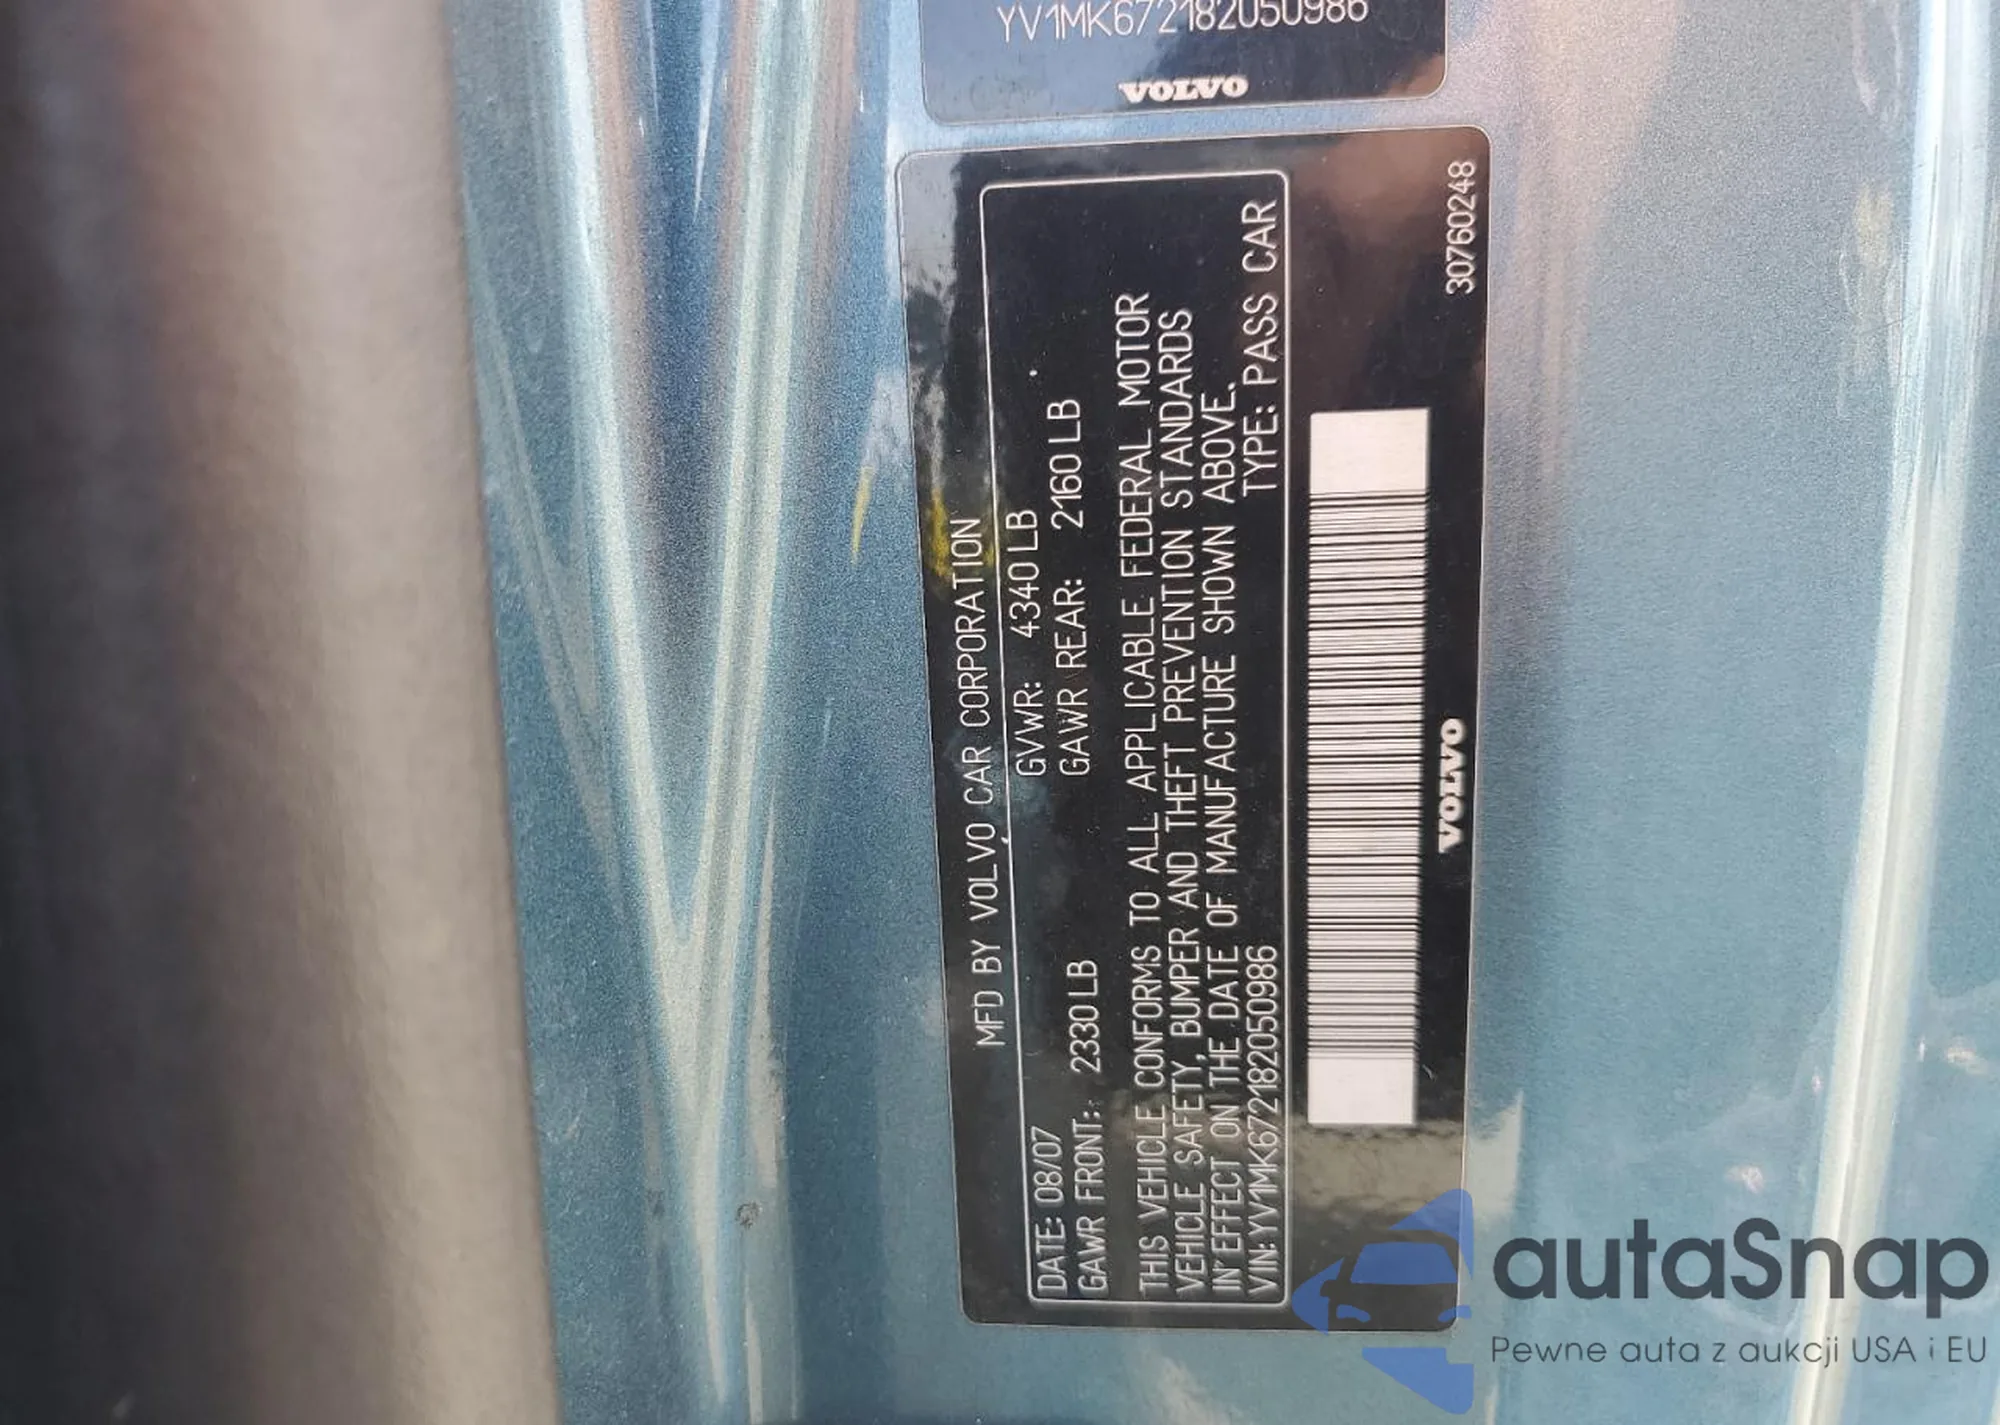 YV1MK672182050986
VOLVO
MFD BY VOLVO CAR CORPORATION
DATE: 08/07 GVWR: 4340 LB
GAWR FRONT: 2330 LB GAWR REAR: 2160 LB
THIS VEHICLE CONFORMS TO ALL APPLICABLE FEDERAL MOTOR
VEHICLE SAFETY, BUMPER AND THEFT PREVENTION STANDARDS
IN EFFECT ON THE DATE OF MANUFACTURE SHOWN ABOVE.
VIN: YV1MK672182050986 TYPE: PASS CAR
VOLVO
30760248
autaSnap
Pewne auta z aukcji USA i EU